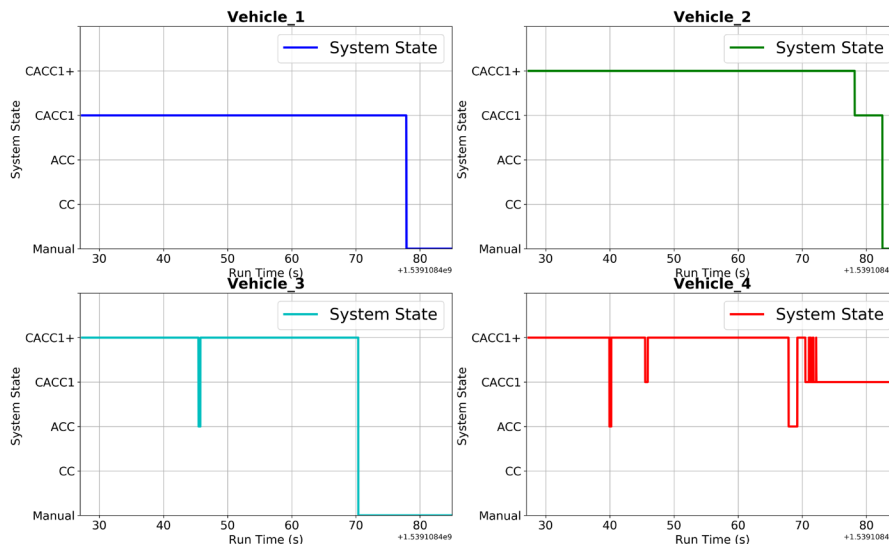 Vehicle_1
System State
CACC1+
CACC1
ACC
CC
Manual
System State
30 40 50 60 70 80
Run Time (s)
+1.5391084e9
Vehicle_2
System State
CACC1+
CACC1
ACC
CC
Manual
System State
30 40 50 60 70 80
Run Time (s)
+1.5391084e9
Vehicle_3
System State
CACC1+
CACC1
ACC
CC
Manual
System State
30 40 50 60 70 80
Run Time (s)
+1.5391084e9
Vehicle_4
System State
CACC1+
CACC1
ACC
CC
Manual
System State
30 40 50 60 70 80
Run Time (s)
+1.5391084e9